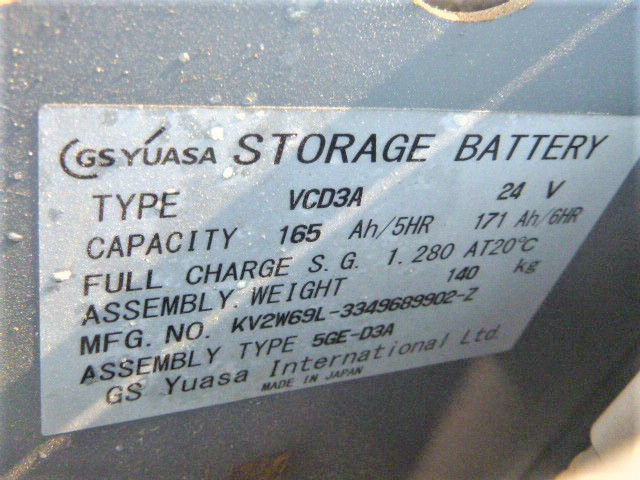 GS YUASA STORAGE BATTERY
TYPE VCD3A 24 V
CAPACITY 165 Ah/5HR 171 Ah/6HR
FULL CHARGE S.G. 1.280 AT20℃
ASSEMBLY.WEIGHT 140 kg
MFG. NO. KV2W69L-3349689902-Z
ASSEMBLY TYPE 5GE-D3A
GS Yuasa International Ltd.
MADE IN JAPAN